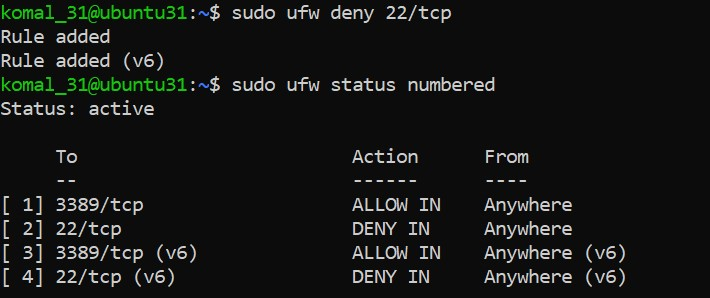 komal_31@ubuntu31:~$ sudo ufw deny 22/tcp
Rule added
Rule added (v6)
komal_31@ubuntu31:~$ sudo ufw status numbered
Status: active
     To                         Action      From
     --                         ------      ----
[ 1] 3389/tcp                   ALLOW IN    Anywhere
[ 2] 22/tcp                     DENY IN     Anywhere
[ 3] 3389/tcp (v6)              ALLOW IN    Anywhere (v6)
[ 4] 22/tcp (v6)                DENY IN     Anywhere (v6)